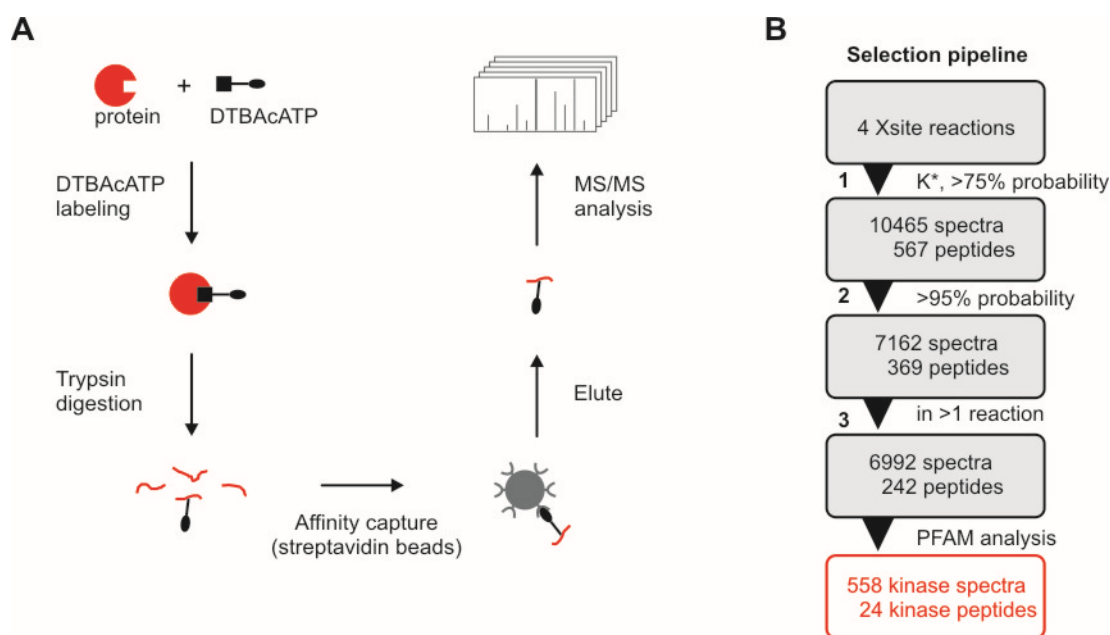 A
protein
+
DTBAcATP
DTBAcATP
labeling
Trypsin
digestion
Affinity capture
(streptavidin beads)
Elute
MS/MS
analysis
B
Selection pipeline
4 Xsite reactions
1 K*, >75% probability
10465 spectra
567 peptides
2 >95% probability
7162 spectra
369 peptides
3 in >1 reaction
6992 spectra
242 peptides
PFAM analysis
558 kinase spectra
24 kinase peptides